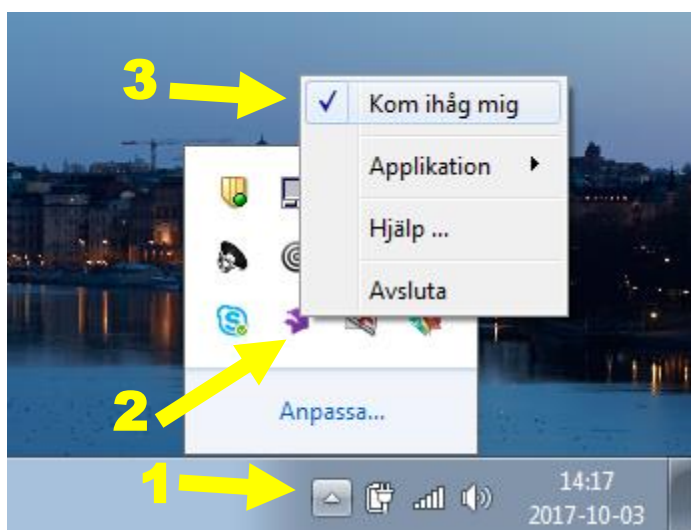 3
Kom ihåg mig
Applikation
Hjälp ...
Avsluta
2
Anpassa...
1
14:17
2017-10-03